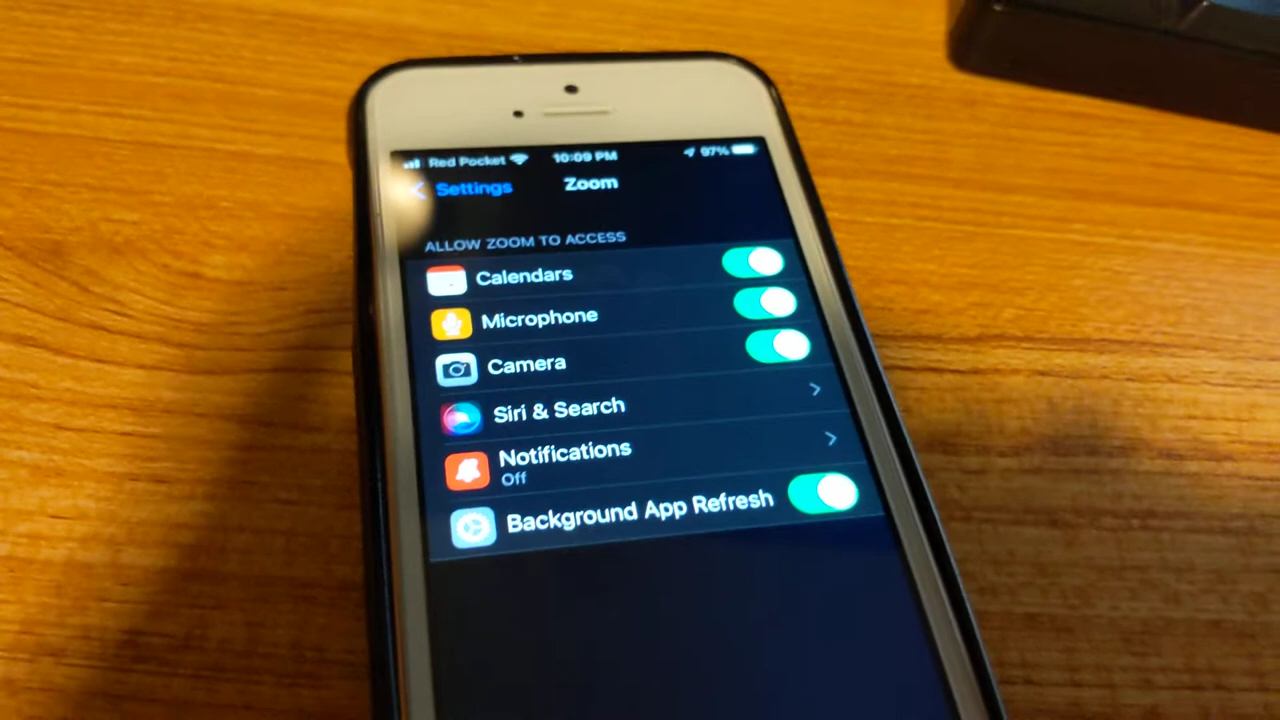 Red Pocket 10:09 PM 97%
Settings Zoom
ALLOW ZOOM TO ACCESS
Calendars
Microphone
Camera
Siri & Search
Notifications
Off
Background App Refresh